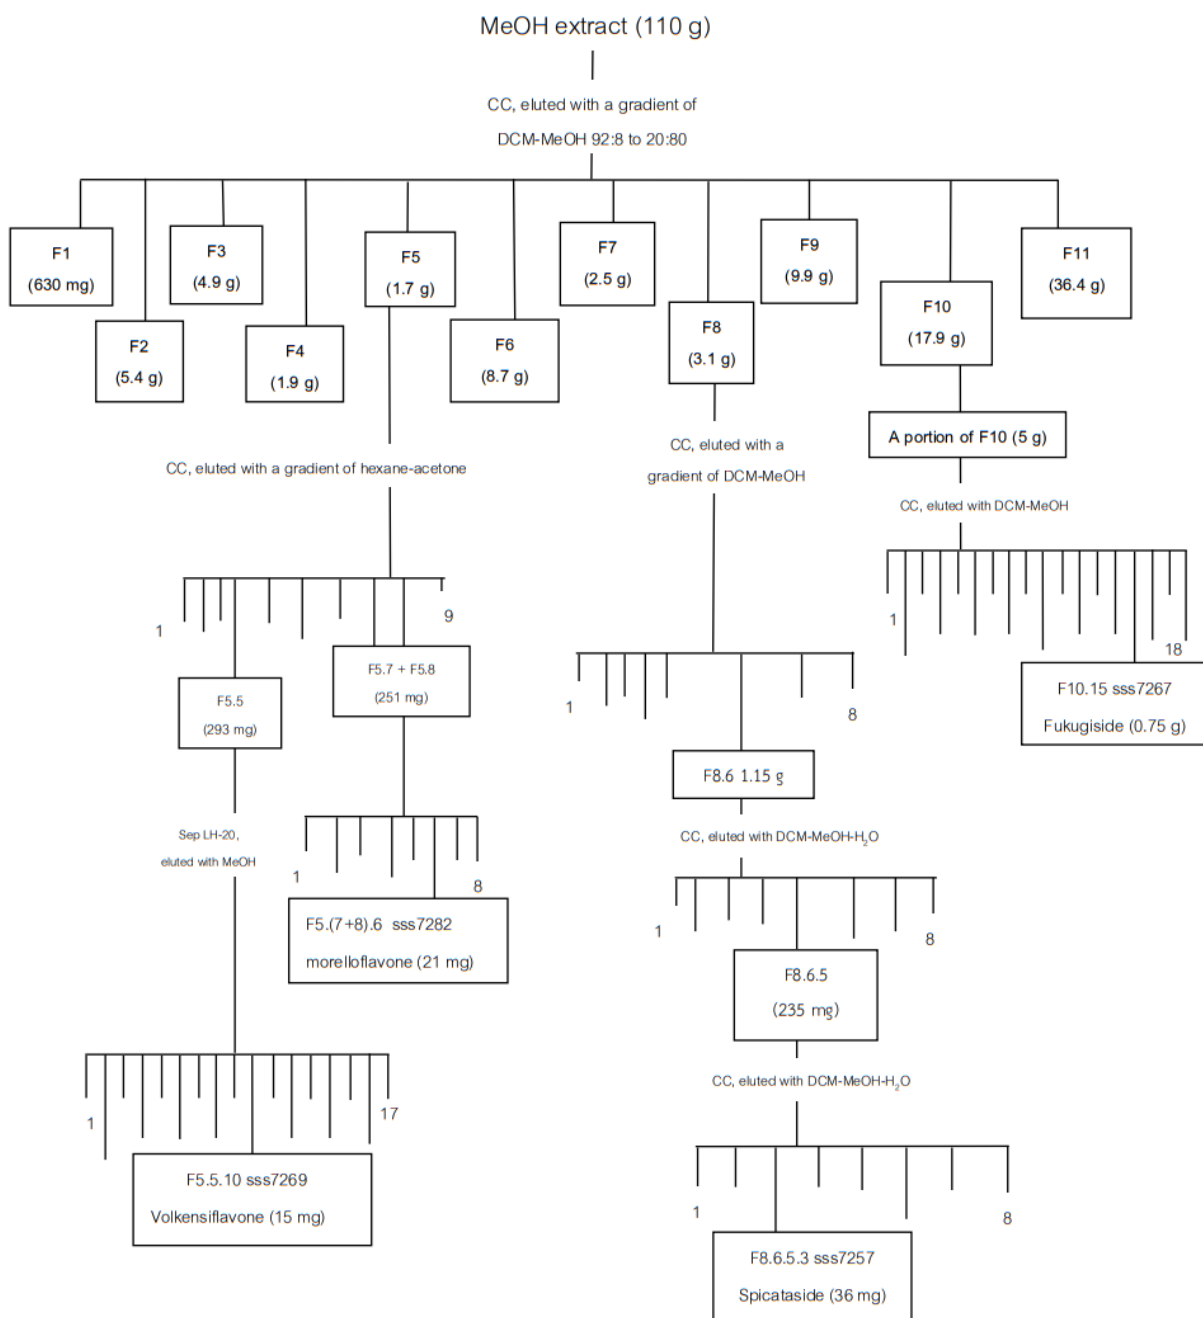 MeOH extract (110 g)
CC, eluted with a gradient of
DCM-MeOH 92:8 to 20:80
F1
(630 mg)
F2
(5.4 g)
F3
(4.9 g)
F4
(1.9 g)
F5
(1.7 g)
F6
(8.7 g)
F7
(2.5 g)
F8
(3.1 g)
F9
(9.9 g)
F10
(17.9 g)
F11
(36.4 g)
CC, eluted with a gradient of hexane-acetone
1
9
F5.5
(293 mg)
Sep LH-20,
eluted with MeOH
1
17
F5.5.10 sss7269
Volkensiflavone (15 mg)
F5.7 + F5.8
(251 mg)
1
8
F5.(7+8).6 sss7282
morelloflavone (21 mg)
CC, eluted with a
gradient of DCM-MeOH
1
8
F8.6 1.15 g
CC, eluted with DCM-MeOH-H₂O
1
8
F8.6.5
(235 mg)
CC, eluted with DCM-MeOH-H₂O
1
8
F8.6.5.3 sss7257
Spicataside (36 mg)
A portion of F10 (5 g)
CC, eluted with DCM-MeOH
1
18
F10.15 sss7267
Fukugiside (0.75 g)